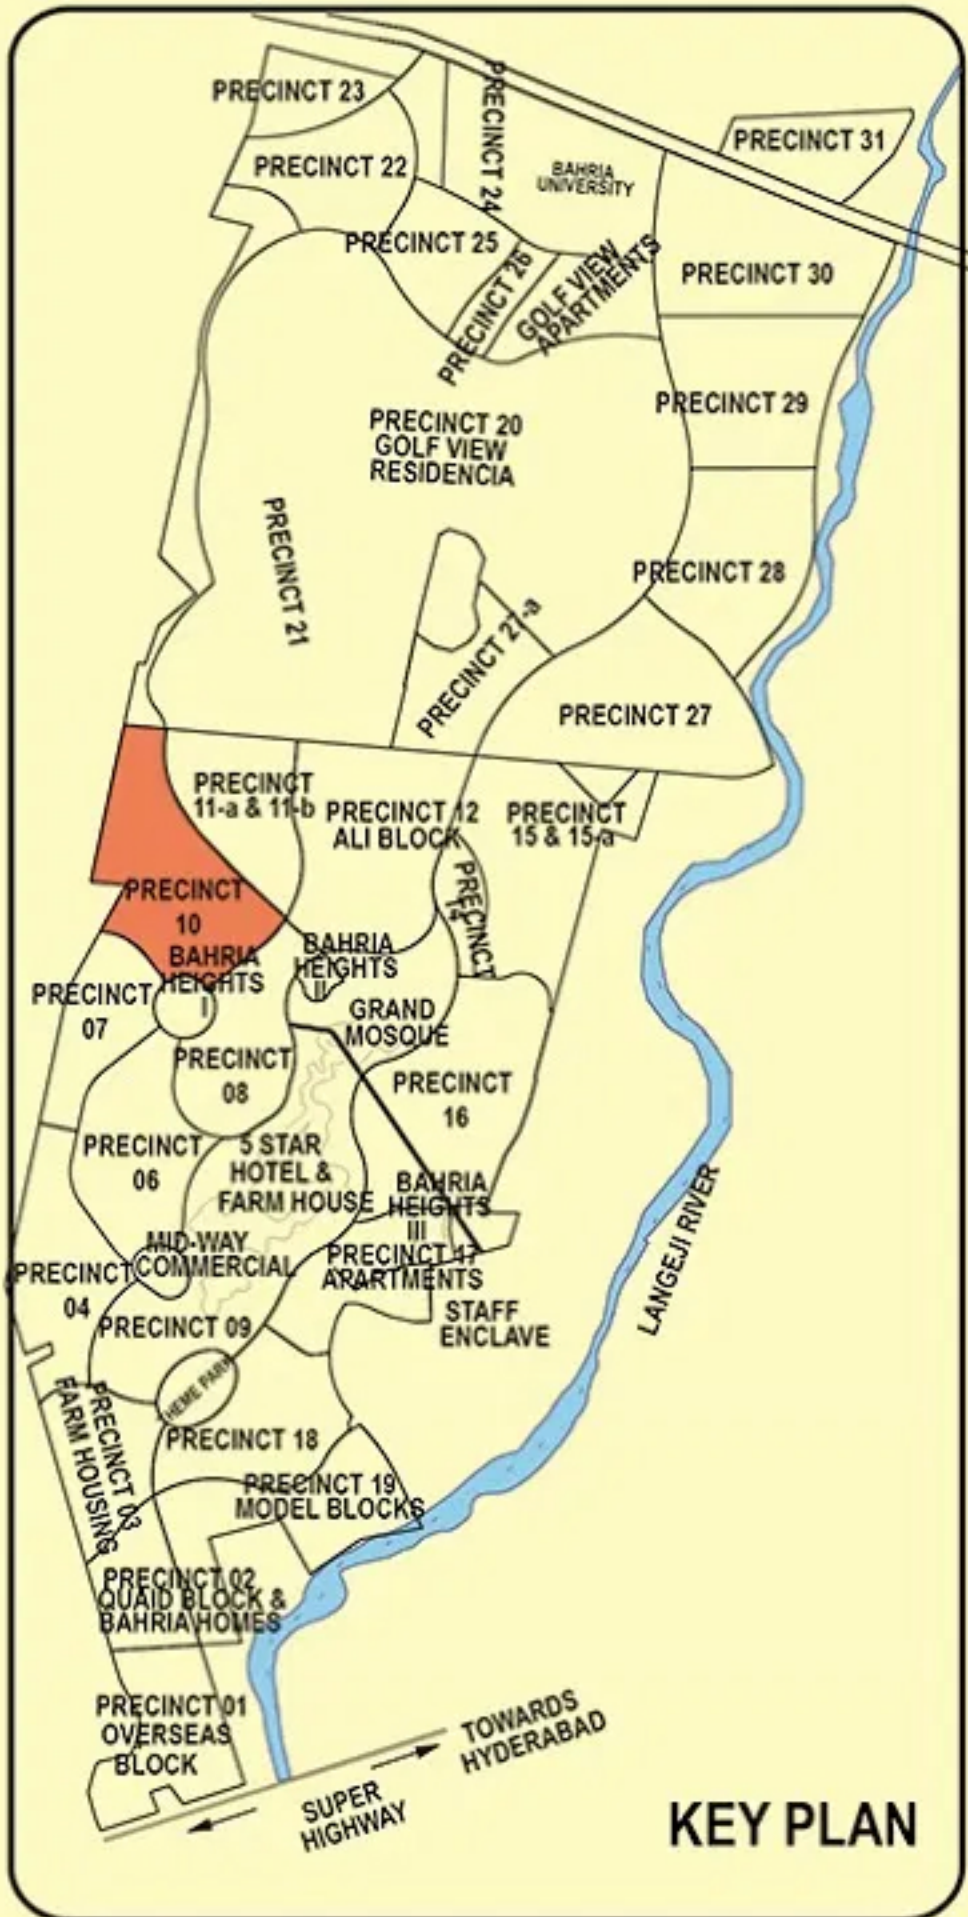 PRECINCT 23
PRECINCT 24
PRECINCT 31
PRECINCT 22
BAHRIA
UNIVERSITY
PRECINCT 25
PRECINCT 26
GOLF VIEW
APARTMENTS
PRECINCT 30
PRECINCT 29
PRECINCT 20
GOLF VIEW
RESIDENCIA
PRECINCT 21
PRECINCT 28
PRECINCT 27-a
PRECINCT 27
PRECINCT
11-a & 11-b
PRECINCT 12
ALI BLOCK
PRECINCT
15 & 15-a
PRECINCT
14
PRECINCT
10
BAHRIA
HEIGHTS
I
BAHRIA
HEIGHTS
II
PRECINCT
07
GRAND
MOSQUE
PRECINCT
08
PRECINCT
16
PRECINCT
06
5 STAR
HOTEL &
FARM HOUSE
BAHRIA
HEIGHTS
III
MID-WAY
COMMERCIAL
PRECINCT 17
APARTMENTS
PRECINCT
04
LANGEJI RIVER
PRECINCT 09
STAFF
ENCLAVE
HEME PARK
PRECINCT 03
FARM HOUSING
PRECINCT 18
PRECINCT 19
MODEL BLOCKS
PRECINCT 02
QUAID BLOCK &
BAHRIA HOMES
PRECINCT 01
OVERSEAS
BLOCK
TOWARDS
HYDERABAD
SUPER
HIGHWAY
KEY PLAN